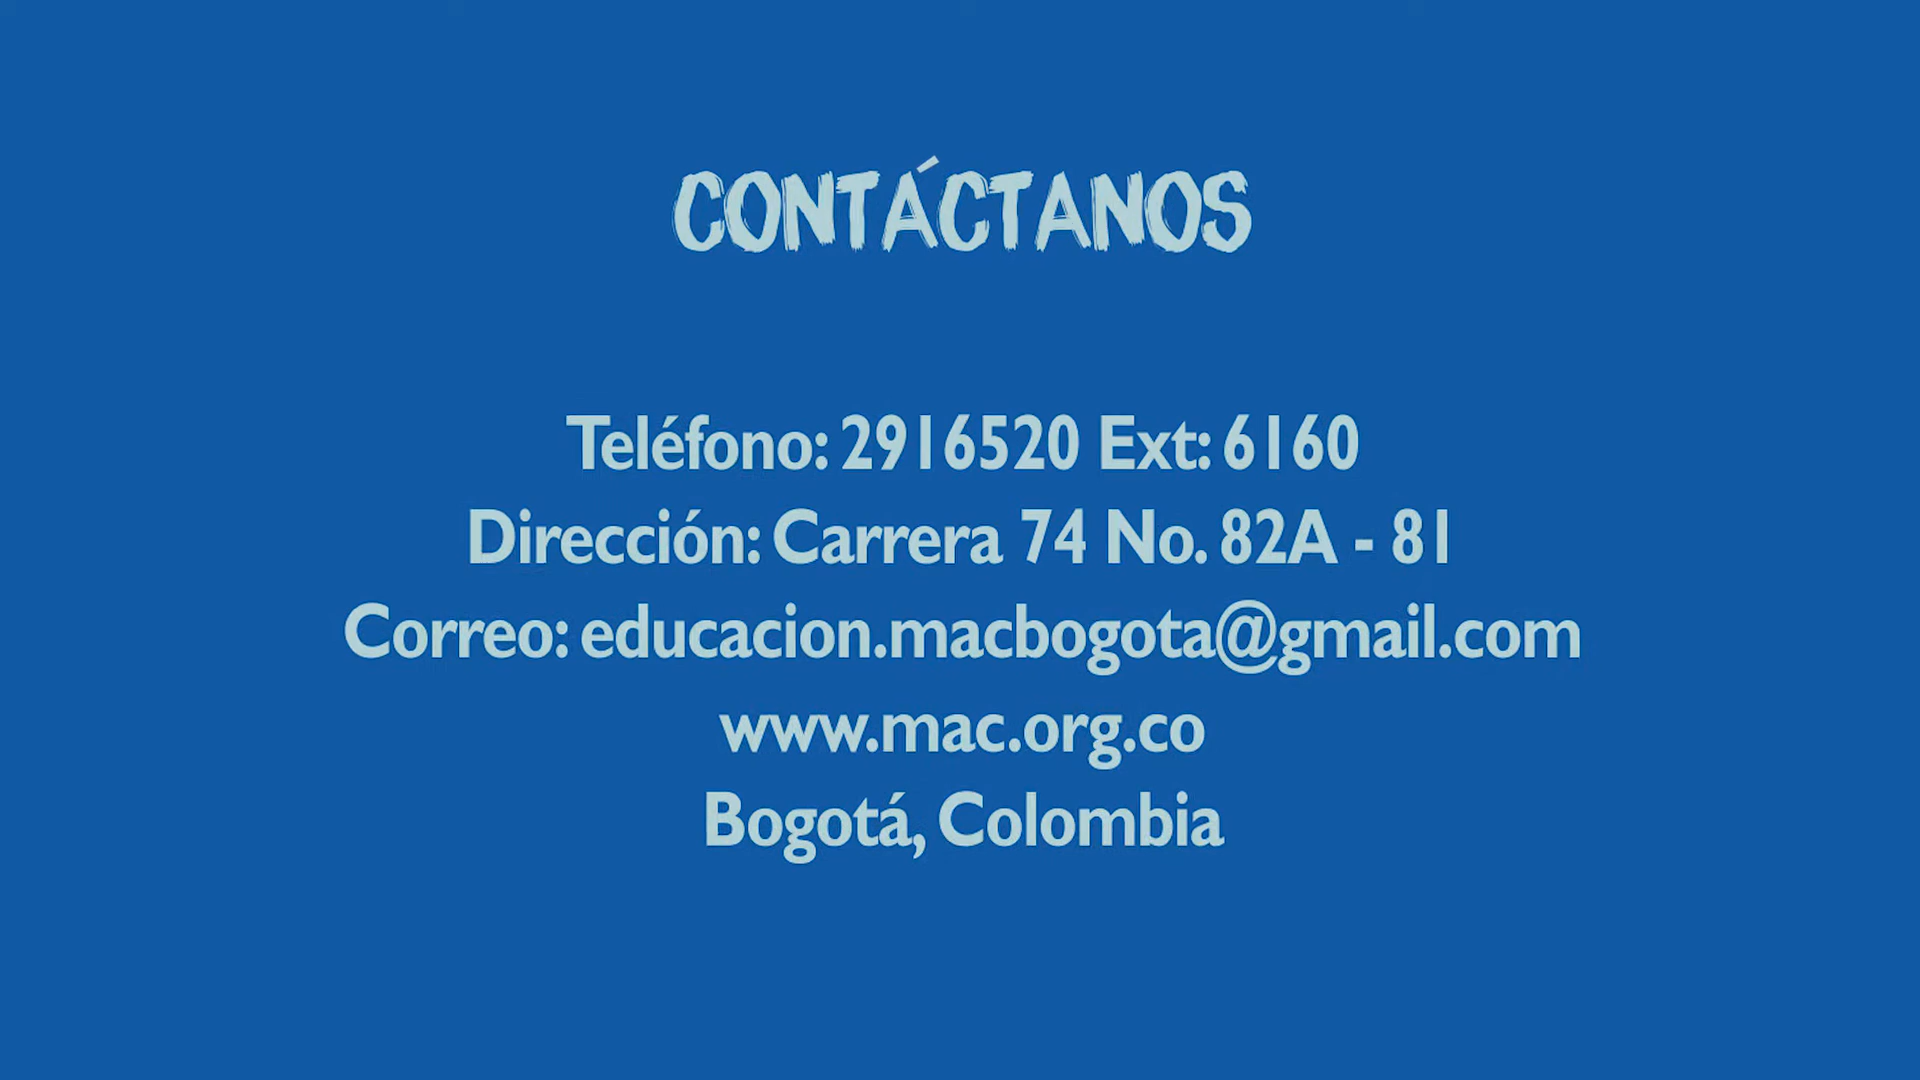 CONTÁCTANOS
Teléfono: 2916520 Ext: 6160
Dirección: Carrera 74 No. 82A - 81
Correo: educacion.macbogota@gmail.com
www.mac.org.co
Bogotá, Colombia